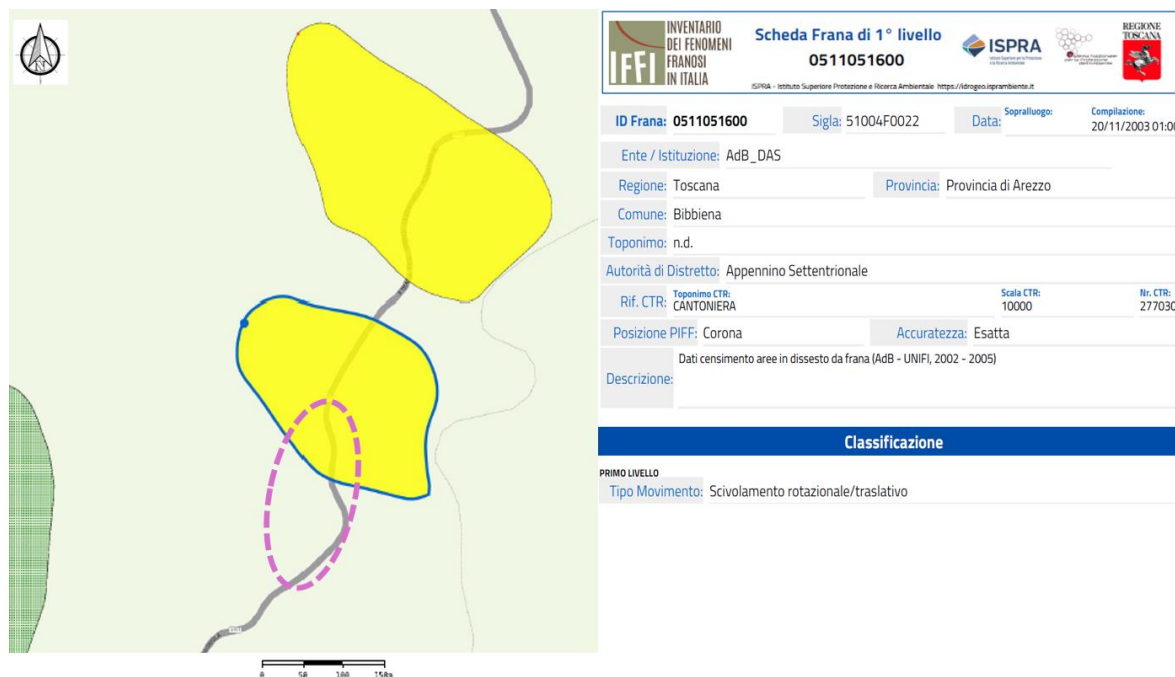 N
INVENTARIO
DEI FENOMENI
FRANOSI
IN ITALIA
IFFI
Scheda Frana di 1° livello
0511051600
ISPRA
REGIONE
TOSCANA
ISPRA - Istituto Superiore Protezione e Ricerca Ambientale https://idrogeo.isprambiente.it
ID Frana: 0511051600 Sigla: 51004F0022 Data: Sopralluogo: Compilazione: 20/11/2003 01:00
Ente / Istituzione: AdB_DAS
Regione: Toscana Provincia: Provincia di Arezzo
Comune: Bibbiena
Toponimo: n.d.
Autorità di Distretto: Appennino Settentrionale
Rif. CTR: Toponimo CTR: CANTONIERA Scala CTR: 10000 Nr. CTR: 277030
Posizione PIFF: Corona Accuratezza: Esatta
Descrizione: Dati censimento aree in dissesto da frana (AdB - UNIFI, 2002 - 2005)
Classificazione
PRIMO LIVELLO
Tipo Movimento: Scivolamento rotazionale/traslativo
0 50 100 150m